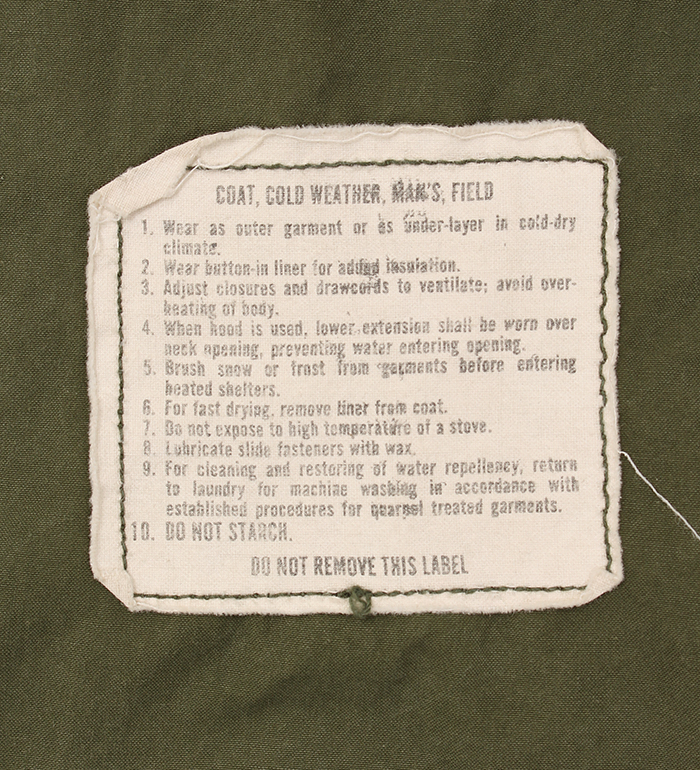 COAT, COLD WEATHER, MAN'S, FIELD
1. Wear as outer garment or as under-layer in cold-dry
climate.
2. Wear button-in liner for added insulation.
3. Adjust closures and drawcords to ventilate; avoid over-
heating of body.
4. When hood is used, lower extension shall be worn over
neck opening, preventing water entering opening.
5. Brush snow or frost from garments before entering
heated shelters.
6. For fast drying, remove liner from coat.
7. Do not expose to high temperature of a stove.
8. Lubricate slide fasteners with wax.
9. For cleaning and restoring of water repellency, return
to laundry for machine washing in accordance with
established procedures for quarpel treated garments.
10. DO NOT STARCH.
DO NOT REMOVE THIS LABEL